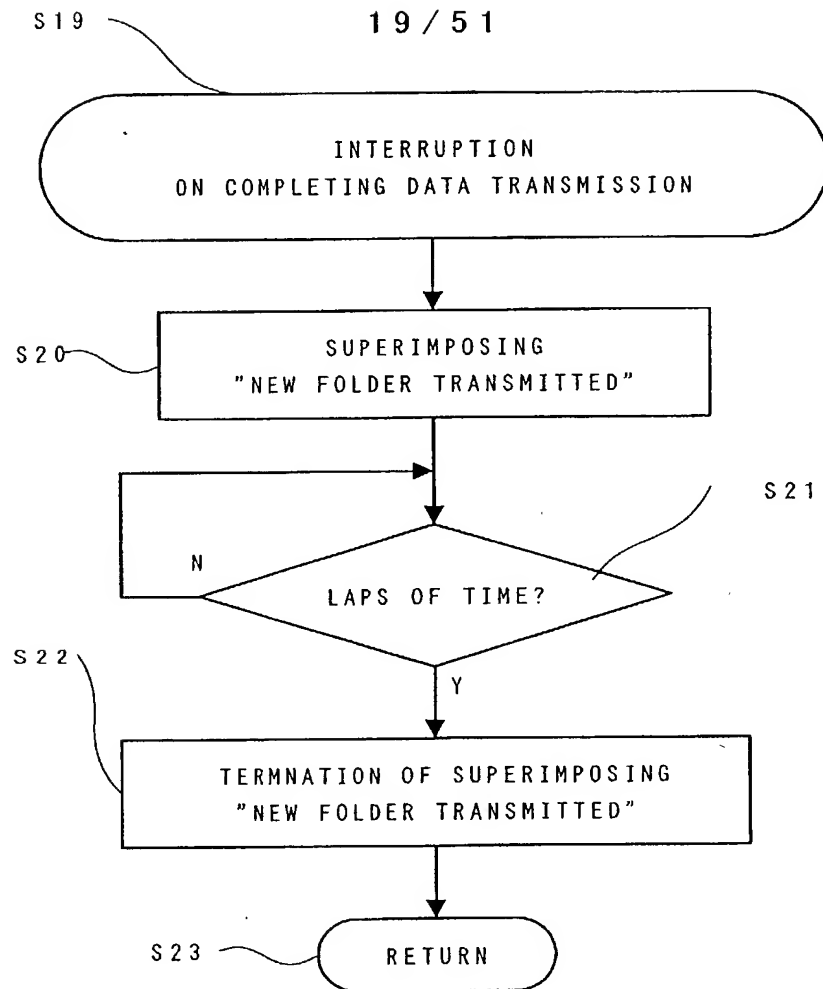 S19
19/51
INTERRUPTION
ON COMPLETING DATA TRANSMISSION
S20
SUPERIMPOSING
"NEW FOLDER TRANSMITTED"
S21
N
LAPS OF TIME?
S22
Y
TERMNATION OF SUPERIMPOSING
"NEW FOLDER TRANSMITTED"
S23
RETURN